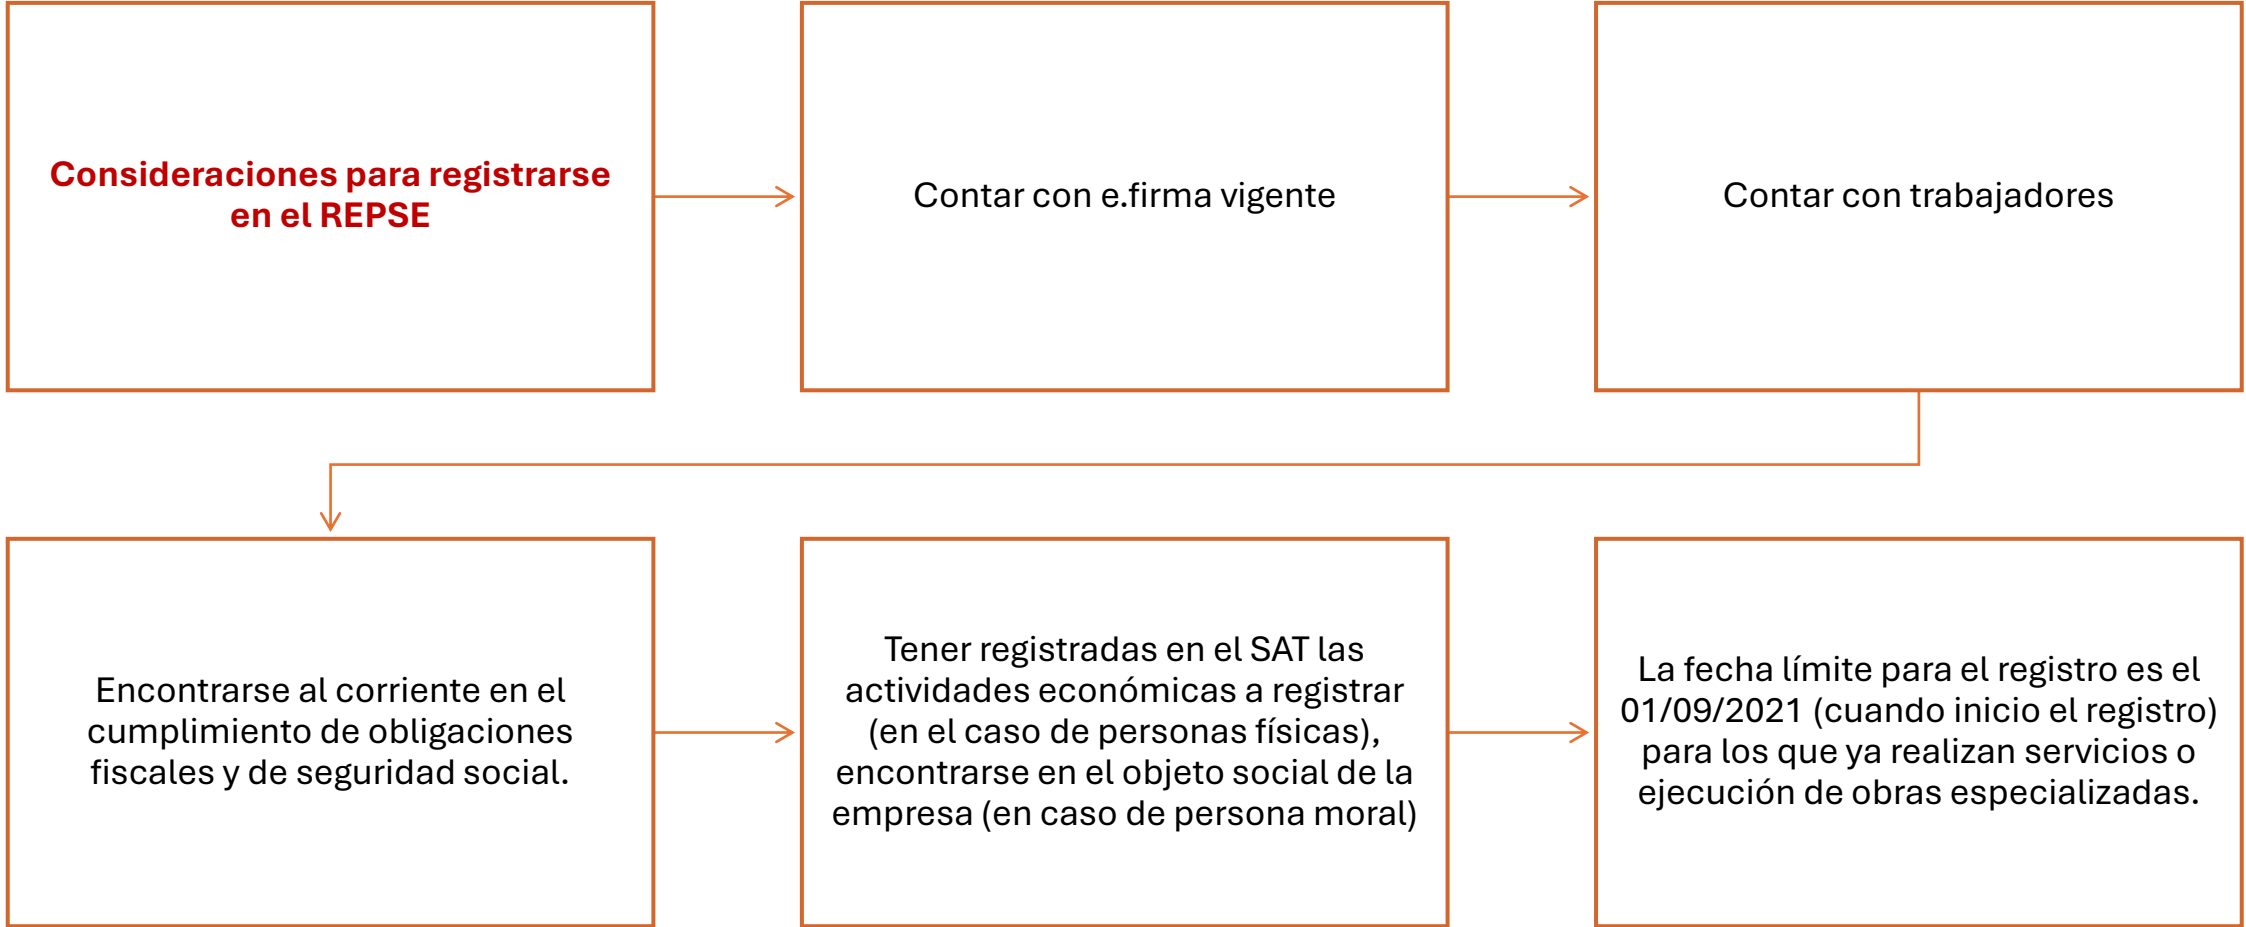 Consideraciones para registrarse
en el REPSE
Contar con e.firma vigente
Contar con trabajadores
Encontrarse al corriente en el
cumplimiento de obligaciones
fiscales y de seguridad social.
Tener registradas en el SAT las
actividades económicas a registrar
(en el caso de personas físicas),
encontrarse en el objeto social de la
empresa (en caso de persona moral)
La fecha límite para el registro es el
01/09/2021 (cuando inicio el registro)
para los que ya realizan servicios o
ejecución de obras especializadas.